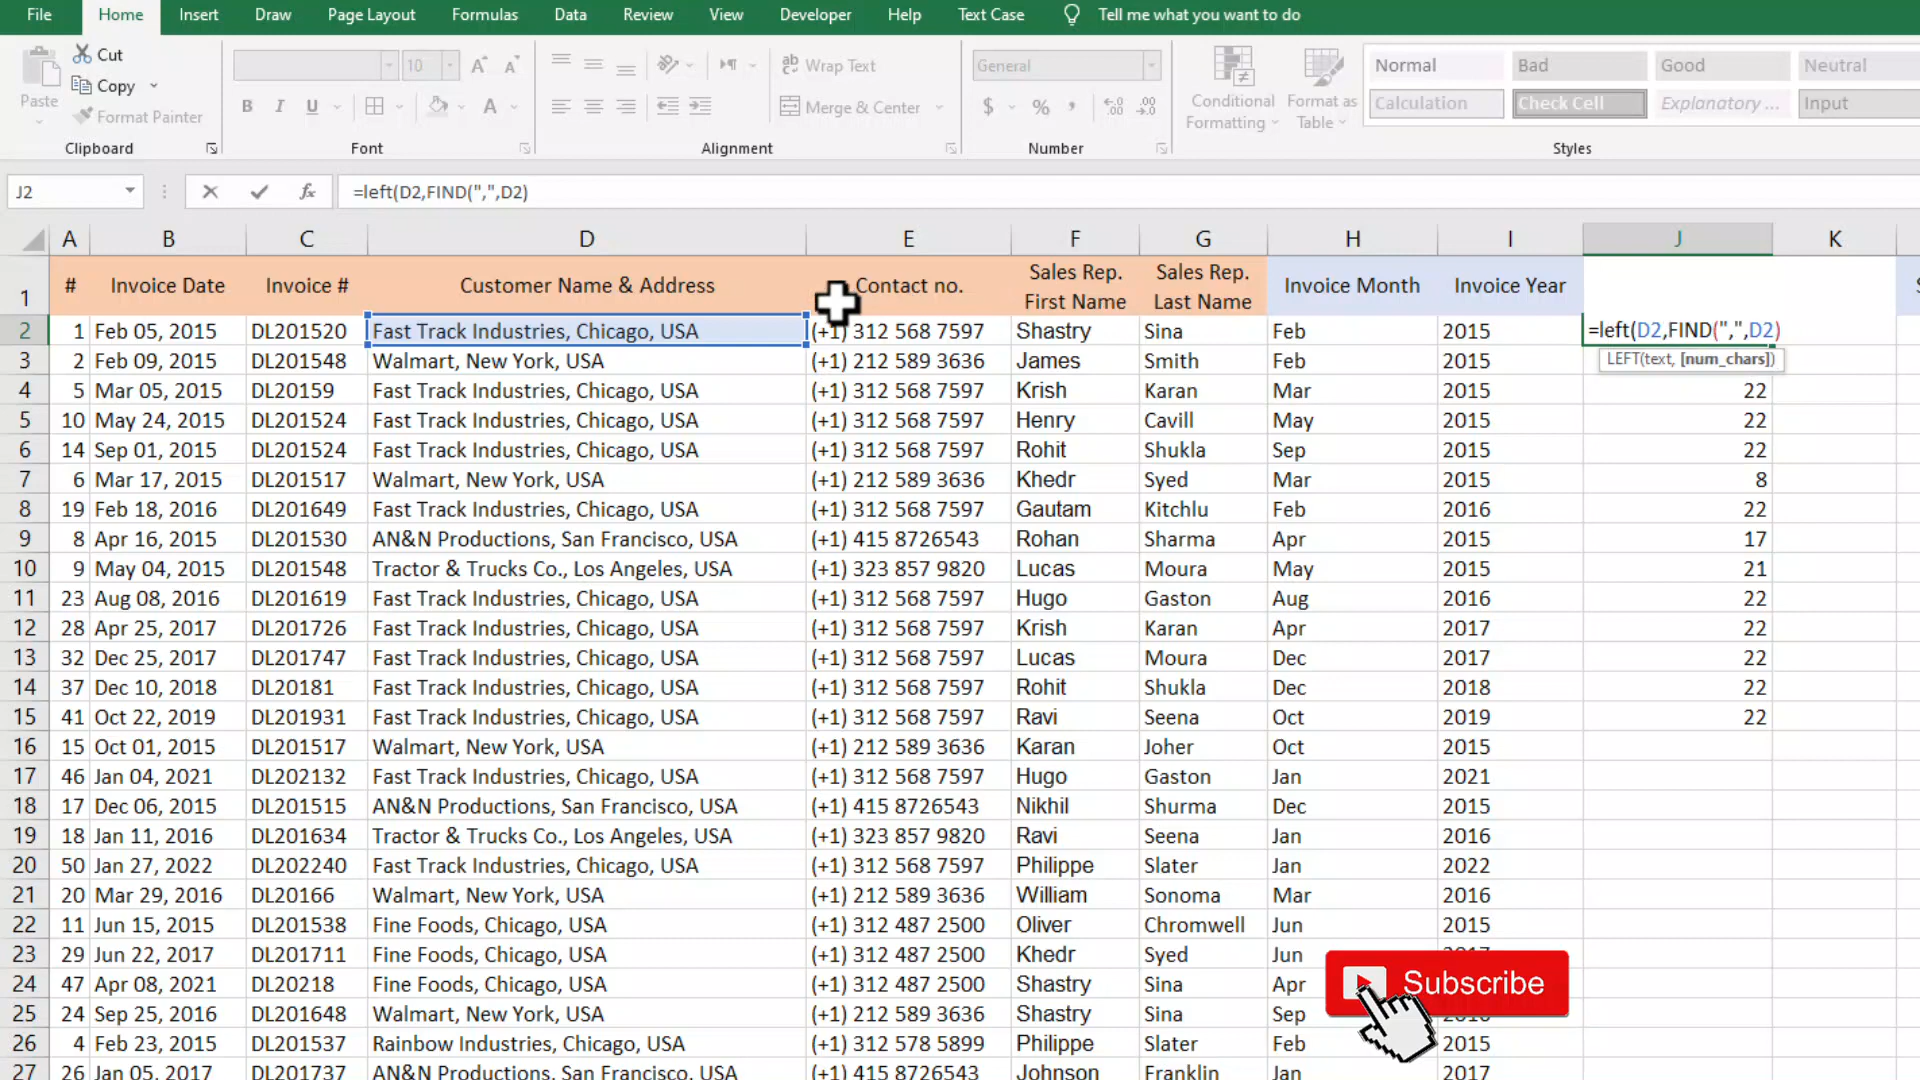 File Home Insert Draw Page Layout Formulas Data Review View Developer Help Text Case Tell me what you want to do
Paste Cut Copy Format Painter
10 B I U A A A
ab Wrap Text Merge & Center
General $ % , .00 .0
Conditional Formatting Format as Table
Normal Bad Good Neutral
Calculation Check Cell Explanatory ... Input
Clipboard Font Alignment Number Styles
J2 fx =left(D2,FIND(",",D2)
A B C D E F G H I J K
1 # Invoice Date Invoice # Customer Name & Address Contact no. Sales Rep. First Name Sales Rep. Last Name Invoice Month Invoice Year
2 1 Feb 05, 2015 DL201520 Fast Track Industries, Chicago, USA (+1) 312 568 7597 Shastry Sina Feb 2015 =left(D2,FIND(",",D2)
LEFT(text, [num_chars])
3 2 Feb 09, 2015 DL201548 Walmart, New York, USA (+1) 212 589 3636 James Smith Feb 2015
4 5 Mar 05, 2015 DL20159 Fast Track Industries, Chicago, USA (+1) 312 568 7597 Krish Karan Mar 2015 22
5 10 May 24, 2015 DL201524 Fast Track Industries, Chicago, USA (+1) 312 568 7597 Henry Cavill May 2015 22
6 14 Sep 01, 2015 DL201524 Fast Track Industries, Chicago, USA (+1) 312 568 7597 Rohit Shukla Sep 2015 22
7 6 Mar 17, 2015 DL201517 Walmart, New York, USA (+1) 212 589 3636 Khedr Syed Mar 2015 8
8 19 Feb 18, 2016 DL201649 Fast Track Industries, Chicago, USA (+1) 312 568 7597 Gautam Kitchlu Feb 2016 22
9 8 Apr 16, 2015 DL201530 AN&N Productions, San Francisco, USA (+1) 415 8726543 Rohan Sharma Apr 2015 17
10 9 May 04, 2015 DL201548 Tractor & Trucks Co., Los Angeles, USA (+1) 323 857 9820 Lucas Moura May 2015 21
11 23 Aug 08, 2016 DL201619 Fast Track Industries, Chicago, USA (+1) 312 568 7597 Hugo Gaston Aug 2016 22
12 28 Apr 25, 2017 DL201726 Fast Track Industries, Chicago, USA (+1) 312 568 7597 Krish Karan Apr 2017 22
13 32 Dec 25, 2017 DL201747 Fast Track Industries, Chicago, USA (+1) 312 568 7597 Lucas Moura Dec 2017 22
14 37 Dec 10, 2018 DL20181 Fast Track Industries, Chicago, USA (+1) 312 568 7597 Rohit Shukla Dec 2018 22
15 41 Oct 22, 2019 DL201931 Fast Track Industries, Chicago, USA (+1) 312 568 7597 Ravi Seena Oct 2019 22
16 15 Oct 01, 2015 DL201517 Walmart, New York, USA (+1) 212 589 3636 Karan Joher Oct 2015
17 46 Jan 04, 2021 DL202132 Fast Track Industries, Chicago, USA (+1) 312 568 7597 Hugo Gaston Jan 2021
18 17 Dec 06, 2015 DL201515 AN&N Productions, San Francisco, USA (+1) 415 8726543 Nikhil Shurma Dec 2015
19 18 Jan 11, 2016 DL201634 Tractor & Trucks Co., Los Angeles, USA (+1) 323 857 9820 Ravi Seena Jan 2016
20 50 Jan 27, 2022 DL202240 Fast Track Industries, Chicago, USA (+1) 312 568 7597 Philippe Slater Jan 2022
21 20 Mar 29, 2016 DL20166 Walmart, New York, USA (+1) 212 589 3636 William Sonoma Mar 2016
22 11 Jun 15, 2015 DL201538 Fine Foods, Chicago, USA (+1) 312 487 2500 Oliver Chromwell Jun 2015
23 29 Jun 22, 2017 DL201711 Fine Foods, Chicago, USA (+1) 312 487 2500 Khedr Syed Jun
24 47 Apr 08, 2021 DL20218 Fine Foods, Chicago, USA (+1) 312 487 2500 Shastry Sina Apr Subscribe
25 24 Sep 25, 2016 DL201648 Walmart, New York, USA (+1) 212 589 3636 Shastry Sina Sep
26 4 Feb 23, 2015 DL201537 Rainbow Industries, Chicago, USA (+1) 312 578 5899 Philippe Slater Feb 2015
27 26 Jan 05, 2017 DL201737 AN&N Productions, San Francisco, USA (+1) 415 8726543 Johnson Franklin Jan 2017